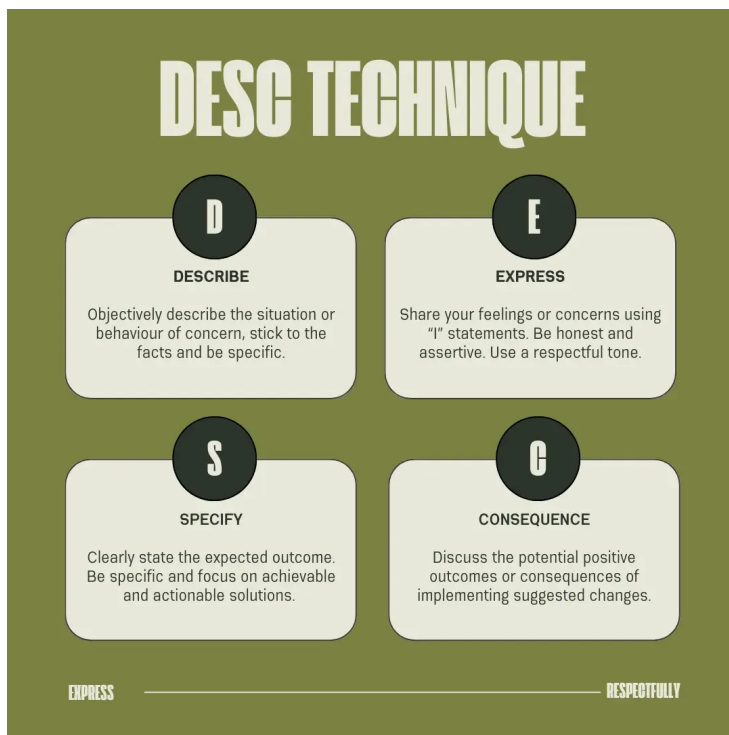 DESC TECHNIQUE
D
DESCRIBE
Objectively describe the situation or
behaviour of concern, stick to the
facts and be specific.
E
EXPRESS
Share your feelings or concerns using
“I” statements. Be honest and
assertive. Use a respectful tone.
S
SPECIFY
Clearly state the expected outcome.
Be specific and focus on achievable
and actionable solutions.
C
CONSEQUENCE
Discuss the potential positive
outcomes or consequences of
implementing suggested changes.
EXPRESS
RESPECTFULLY